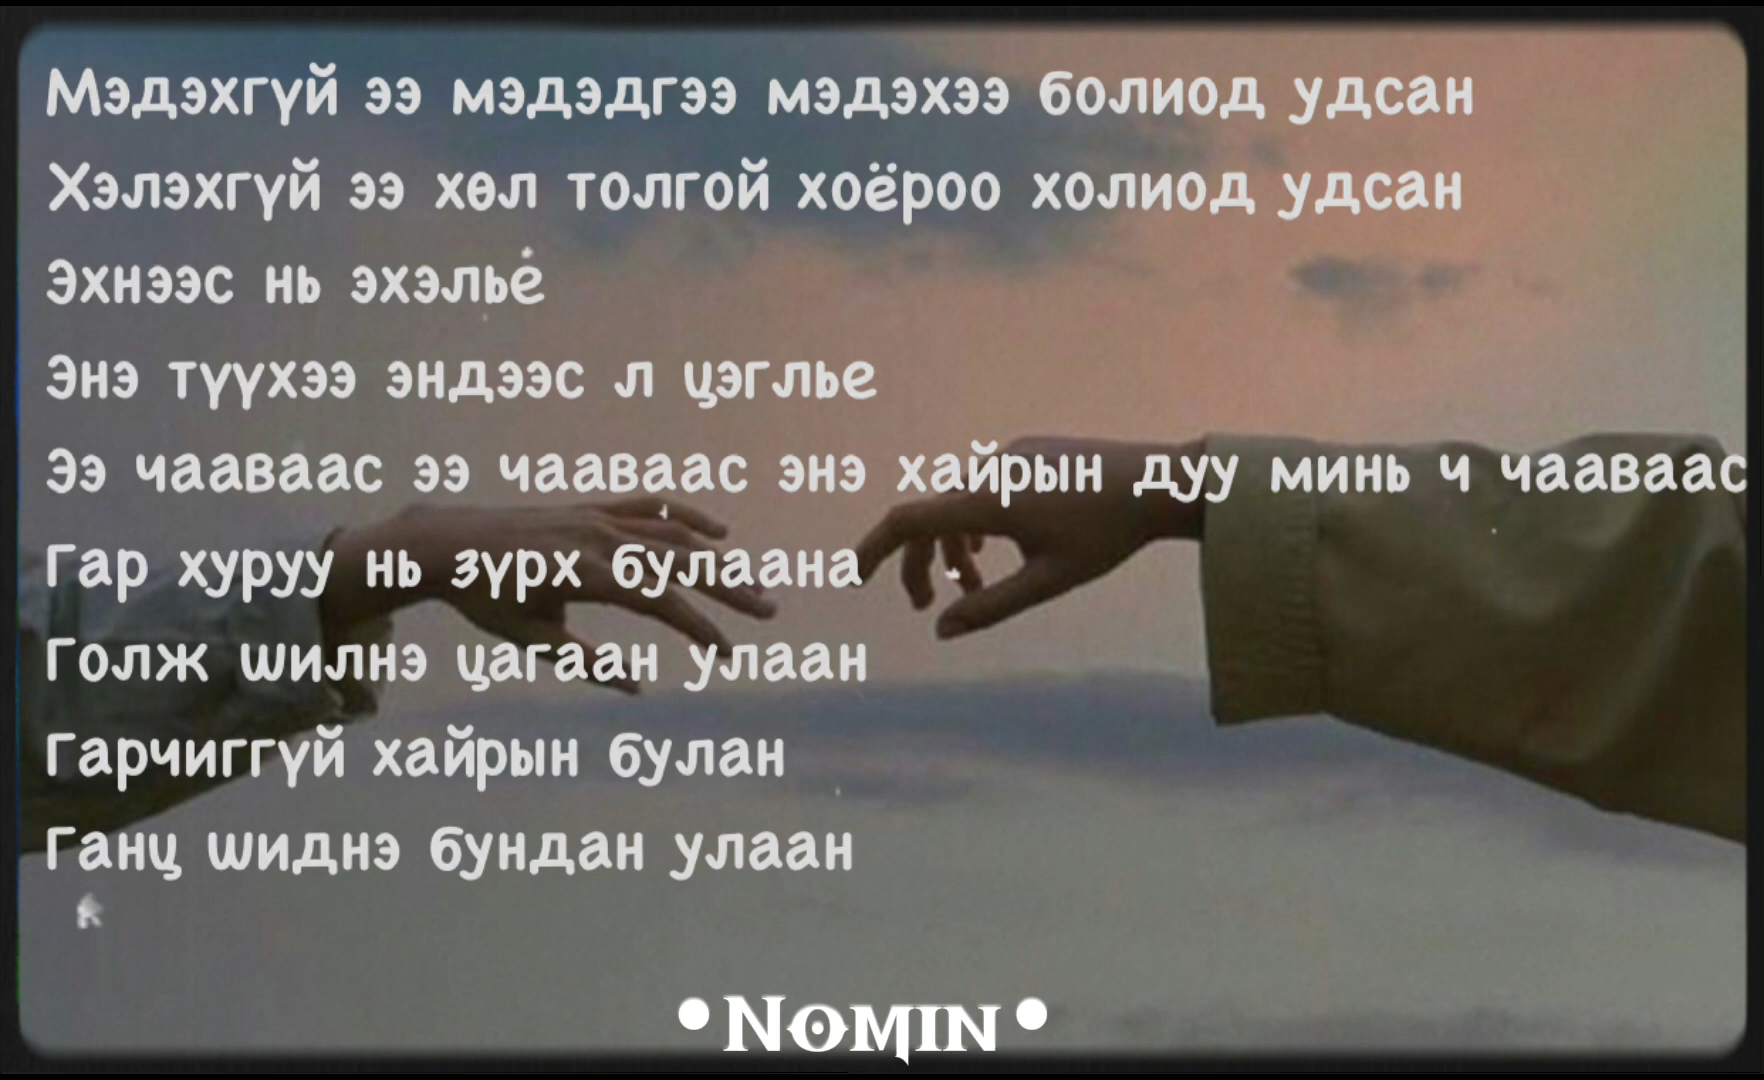 Мэдэхгүй ээ мэдэдгээ мэдэхээ болиод удсан
Хэлэхгүй ээ хөл толгой хоёроо холиод удсан
Эхнээс нь эхэлье
Энэ түүхээ эндээс л цэглье
Ээ чааваас ээ чааваас энэ хайрын дуу минь ч чааваас
Гар хуруу нь зүрх булаана
Голж шилнэ цагаан улаан
Гарчиггүй хайрын булан
Ганц шиднэ бундан улаан
•Nomin•